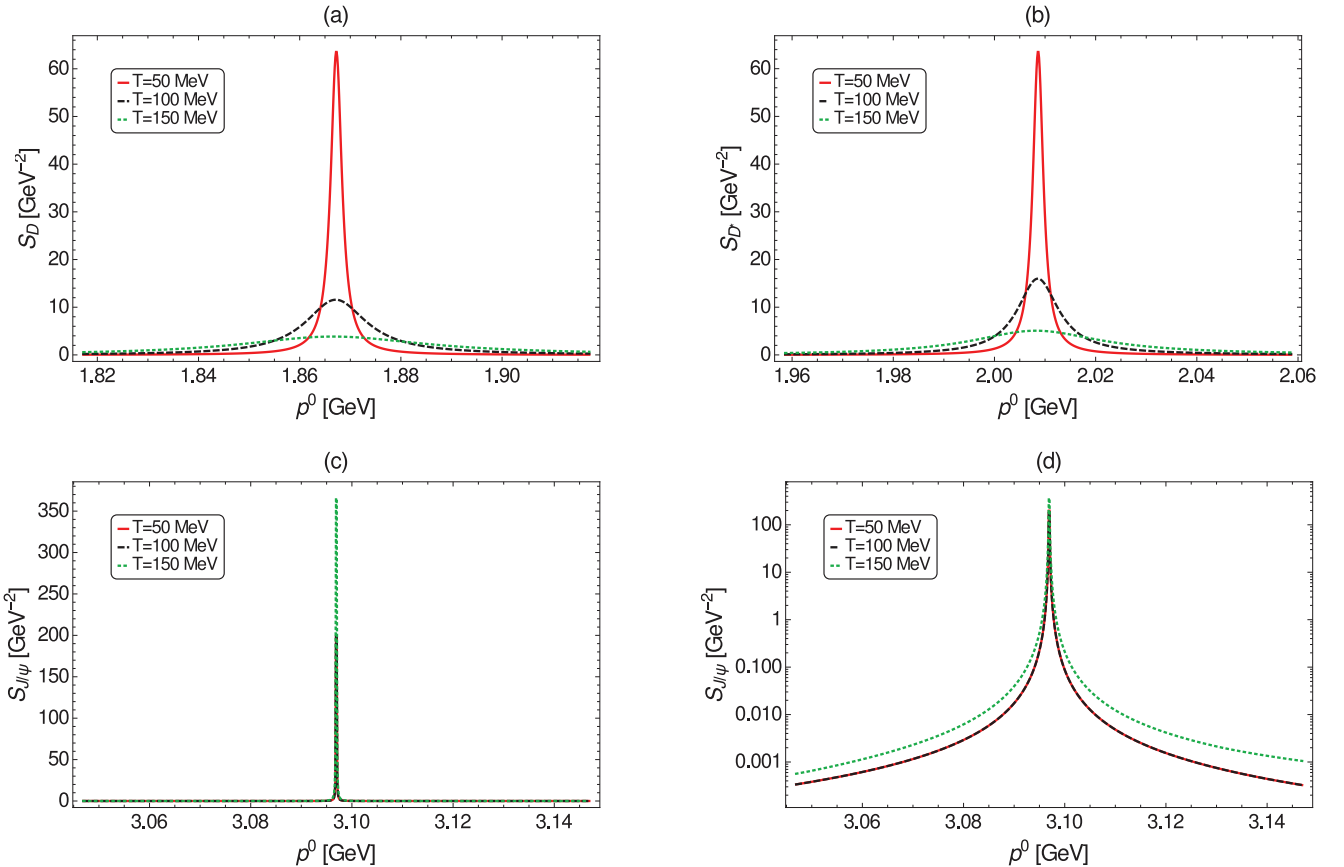 (a)
S_D [GeV⁻²]
60
50
40
30
20
10
0
T=50 MeV
T=100 MeV
T=150 MeV
1.82 1.84 1.86 1.88 1.90
p⁰ [GeV]
(b)
S_D* [GeV⁻²]
60
50
40
30
20
10
0
T=50 MeV
T=100 MeV
T=150 MeV
1.96 1.98 2.00 2.02 2.04 2.06
p⁰ [GeV]
(c)
S_J/ψ [GeV⁻²]
350
300
250
200
150
100
50
0
T=50 MeV
T=100 MeV
T=150 MeV
3.06 3.08 3.10 3.12 3.14
p⁰ [GeV]
(d)
S_J/ψ [GeV⁻²]
100
10
1
0.100
0.010
0.001
T=50 MeV
T=100 MeV
T=150 MeV
3.06 3.08 3.10 3.12 3.14
p⁰ [GeV]